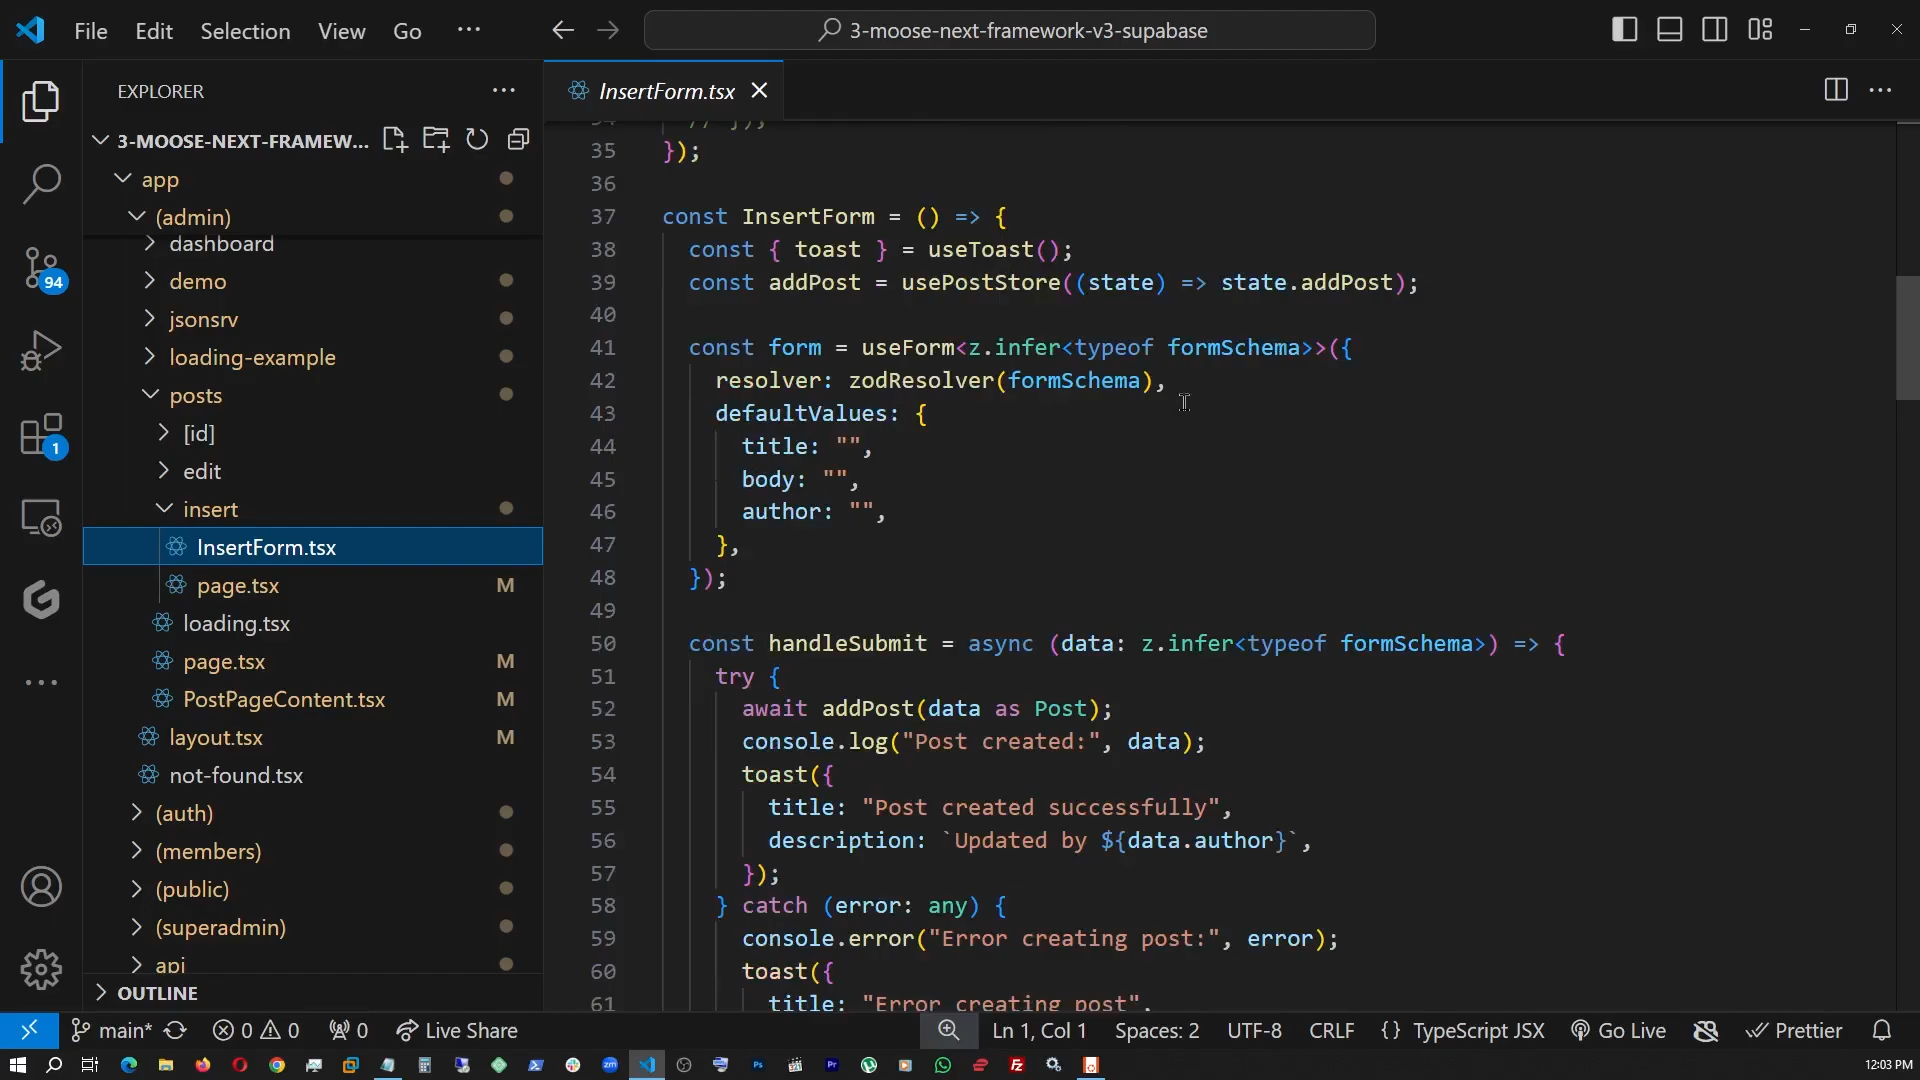 File Edit Selection View Go ···
3-moose-next-framework-v3-supabase
EXPLORER
3-MOOSE-NEXT-FRAMEW...
app
(admin)
dashboard
demo
jsonsrv
loading-example
posts
[id]
edit
insert
InsertForm.tsx
page.tsx M
loading.tsx
page.tsx M
PostPageContent.tsx M
layout.tsx M
not-found.tsx
(auth)
(members)
(public)
(superadmin)
api
OUTLINE
94
1
InsertForm.tsx
34 // });
35 });
36
37 const InsertForm = () => {
38 const { toast } = useToast();
39 const addPost = usePostStore((state) => state.addPost);
40
41 const form = useForm<z.infer<typeof formSchema>>({
42 resolver: zodResolver(formSchema),
43 defaultValues: {
44 title: "",
45 body: "",
46 author: "",
47 },
48 });
49
50 const handleSubmit = async (data: z.infer<typeof formSchema>) => {
51 try {
52 await addPost(data as Post);
53 console.log("Post created:", data);
54 toast({
55 title: "Post created successfully",
56 description: `Updated by ${data.author}`,
57 });
58 } catch (error: any) {
59 console.error("Error creating post:", error);
60 toast({
61 title: "Error creating post",
main* 0 0 0 Live Share Ln 1, Col 1 Spaces: 2 UTF-8 CRLF {} TypeScript JSX Go Live Prettier
12:03 PM